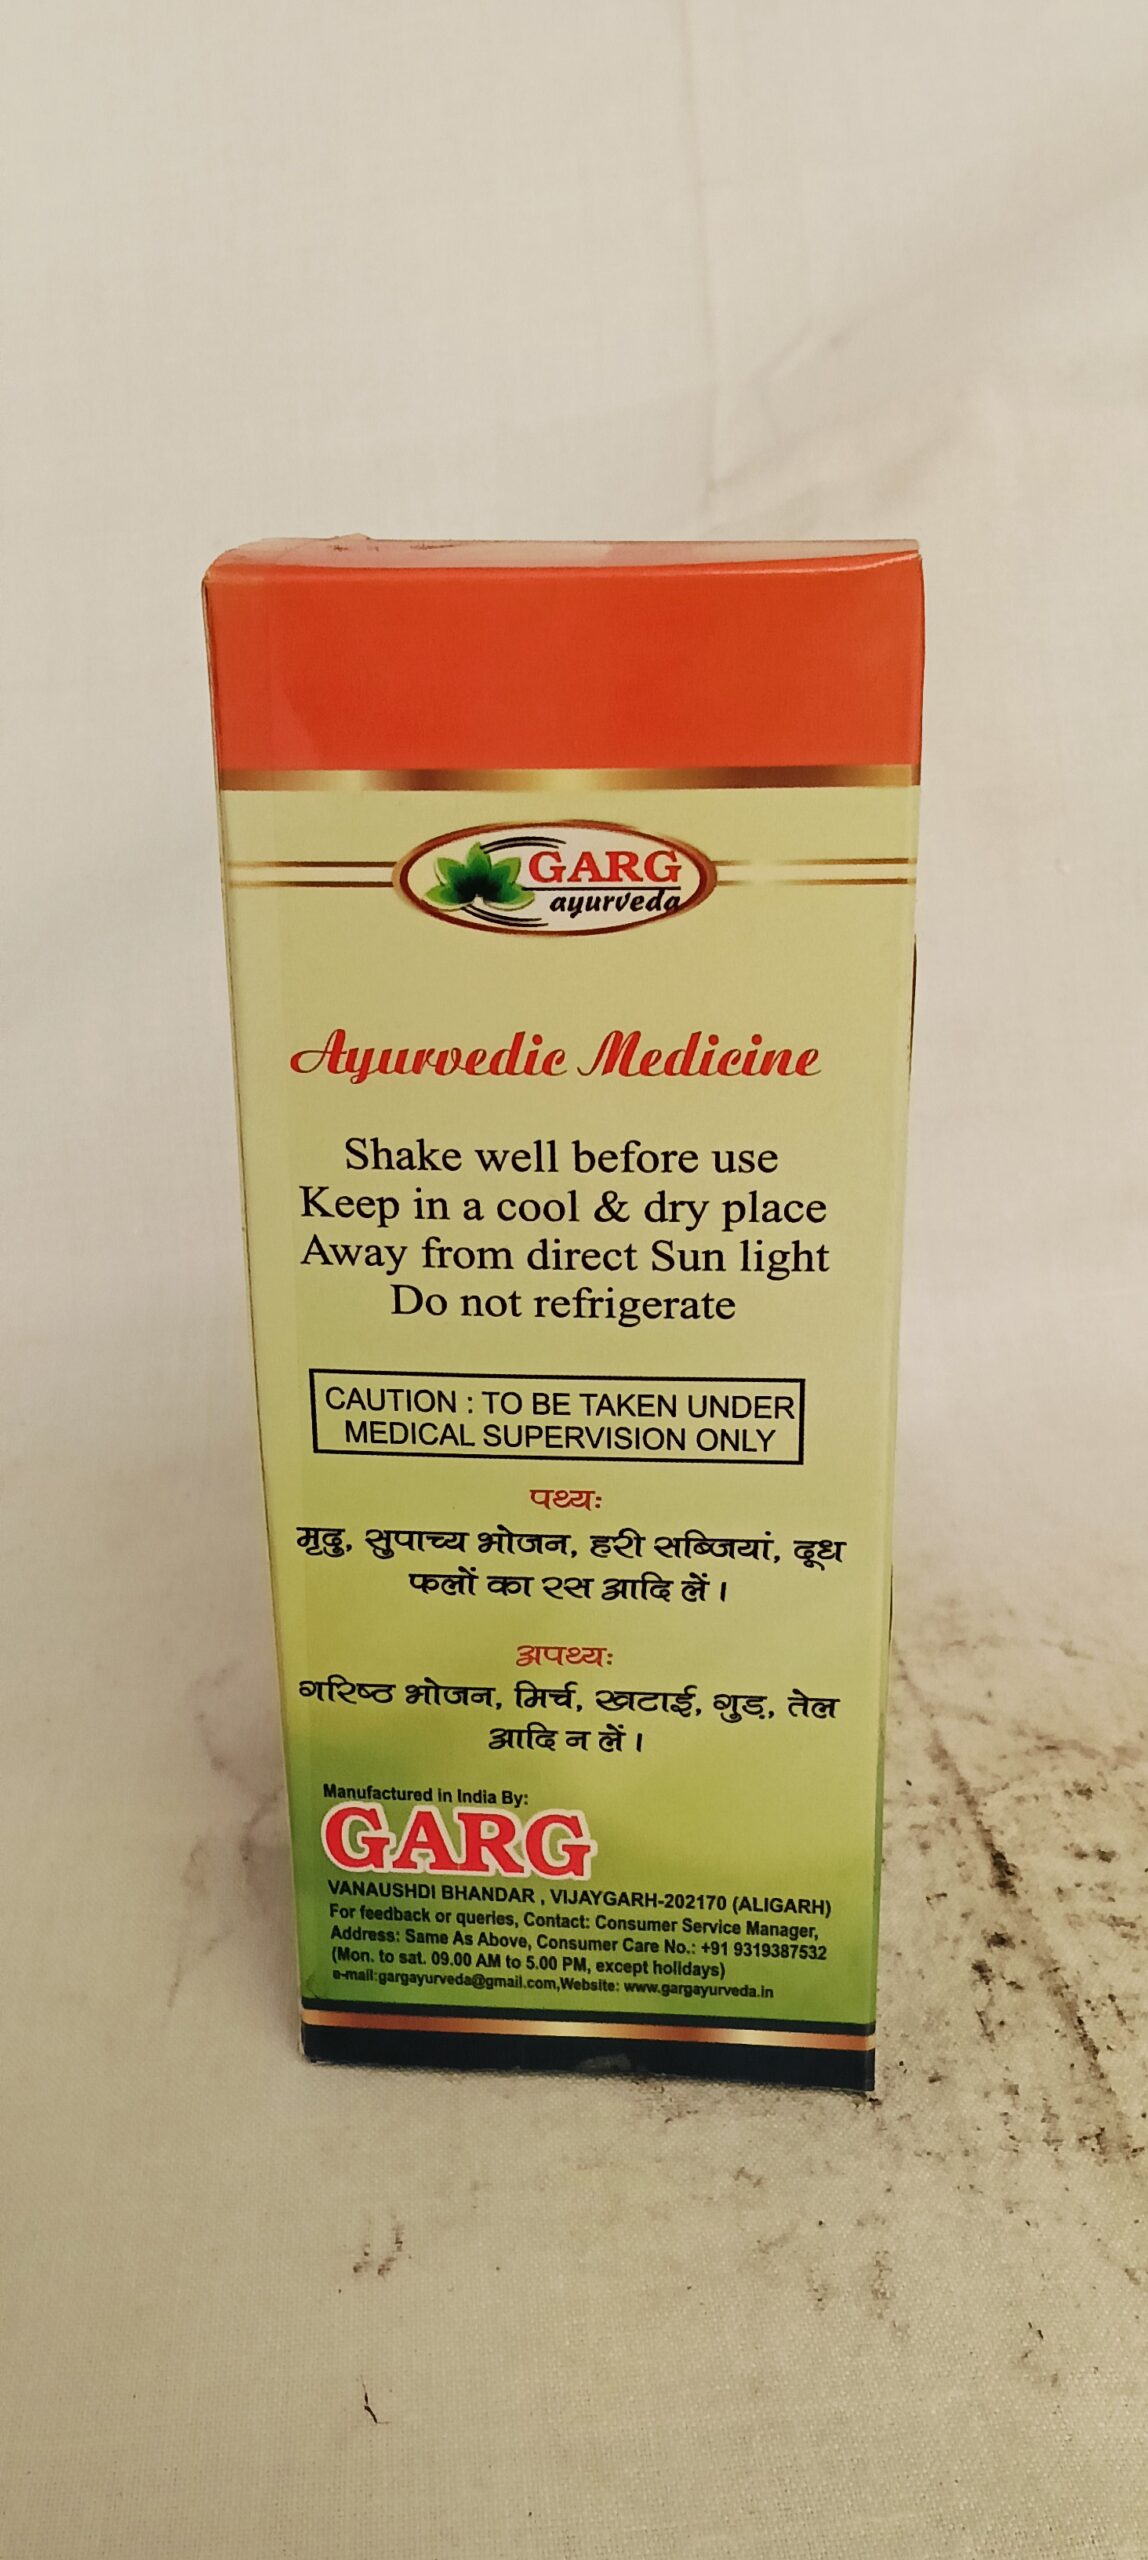 GARG
ayurveda
Ayurvedic Medicine
Shake well before use
Keep in a cool & dry place
Away from direct Sun light
Do not refrigerate
CAUTION : TO BE TAKEN UNDER
MEDICAL SUPERVISION ONLY
पथ्यः
मृदु, सुपाच्य भोजन, हरी सब्जियां, दूध
फलों का रस आदि लें।
अपथ्यः
गरिष्ठ भोजन, मिर्च, खटाई, गुड़, तेल
आदि न लें।
Manufactured in India By:
GARG
VANAUSHDI BHANDAR , VIJAYGARH-202170 (ALIGARH)
For feedback or queries, Contact: Consumer Service Manager,
Address: Same As Above, Consumer Care No.: +91 9319387532
(Mon. to sat. 09.00 AM to 5.00 PM, except holidays)
e-mail:gargayurveda@gmail.com,Website: www.gargayurveda.in